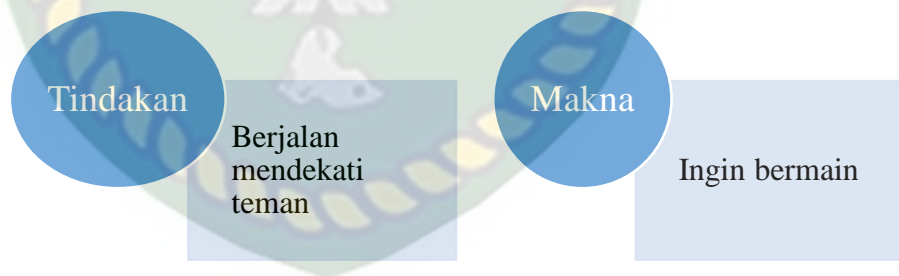 Tindakan
Berjalan
mendekati
teman
Makna
Ingin bermain